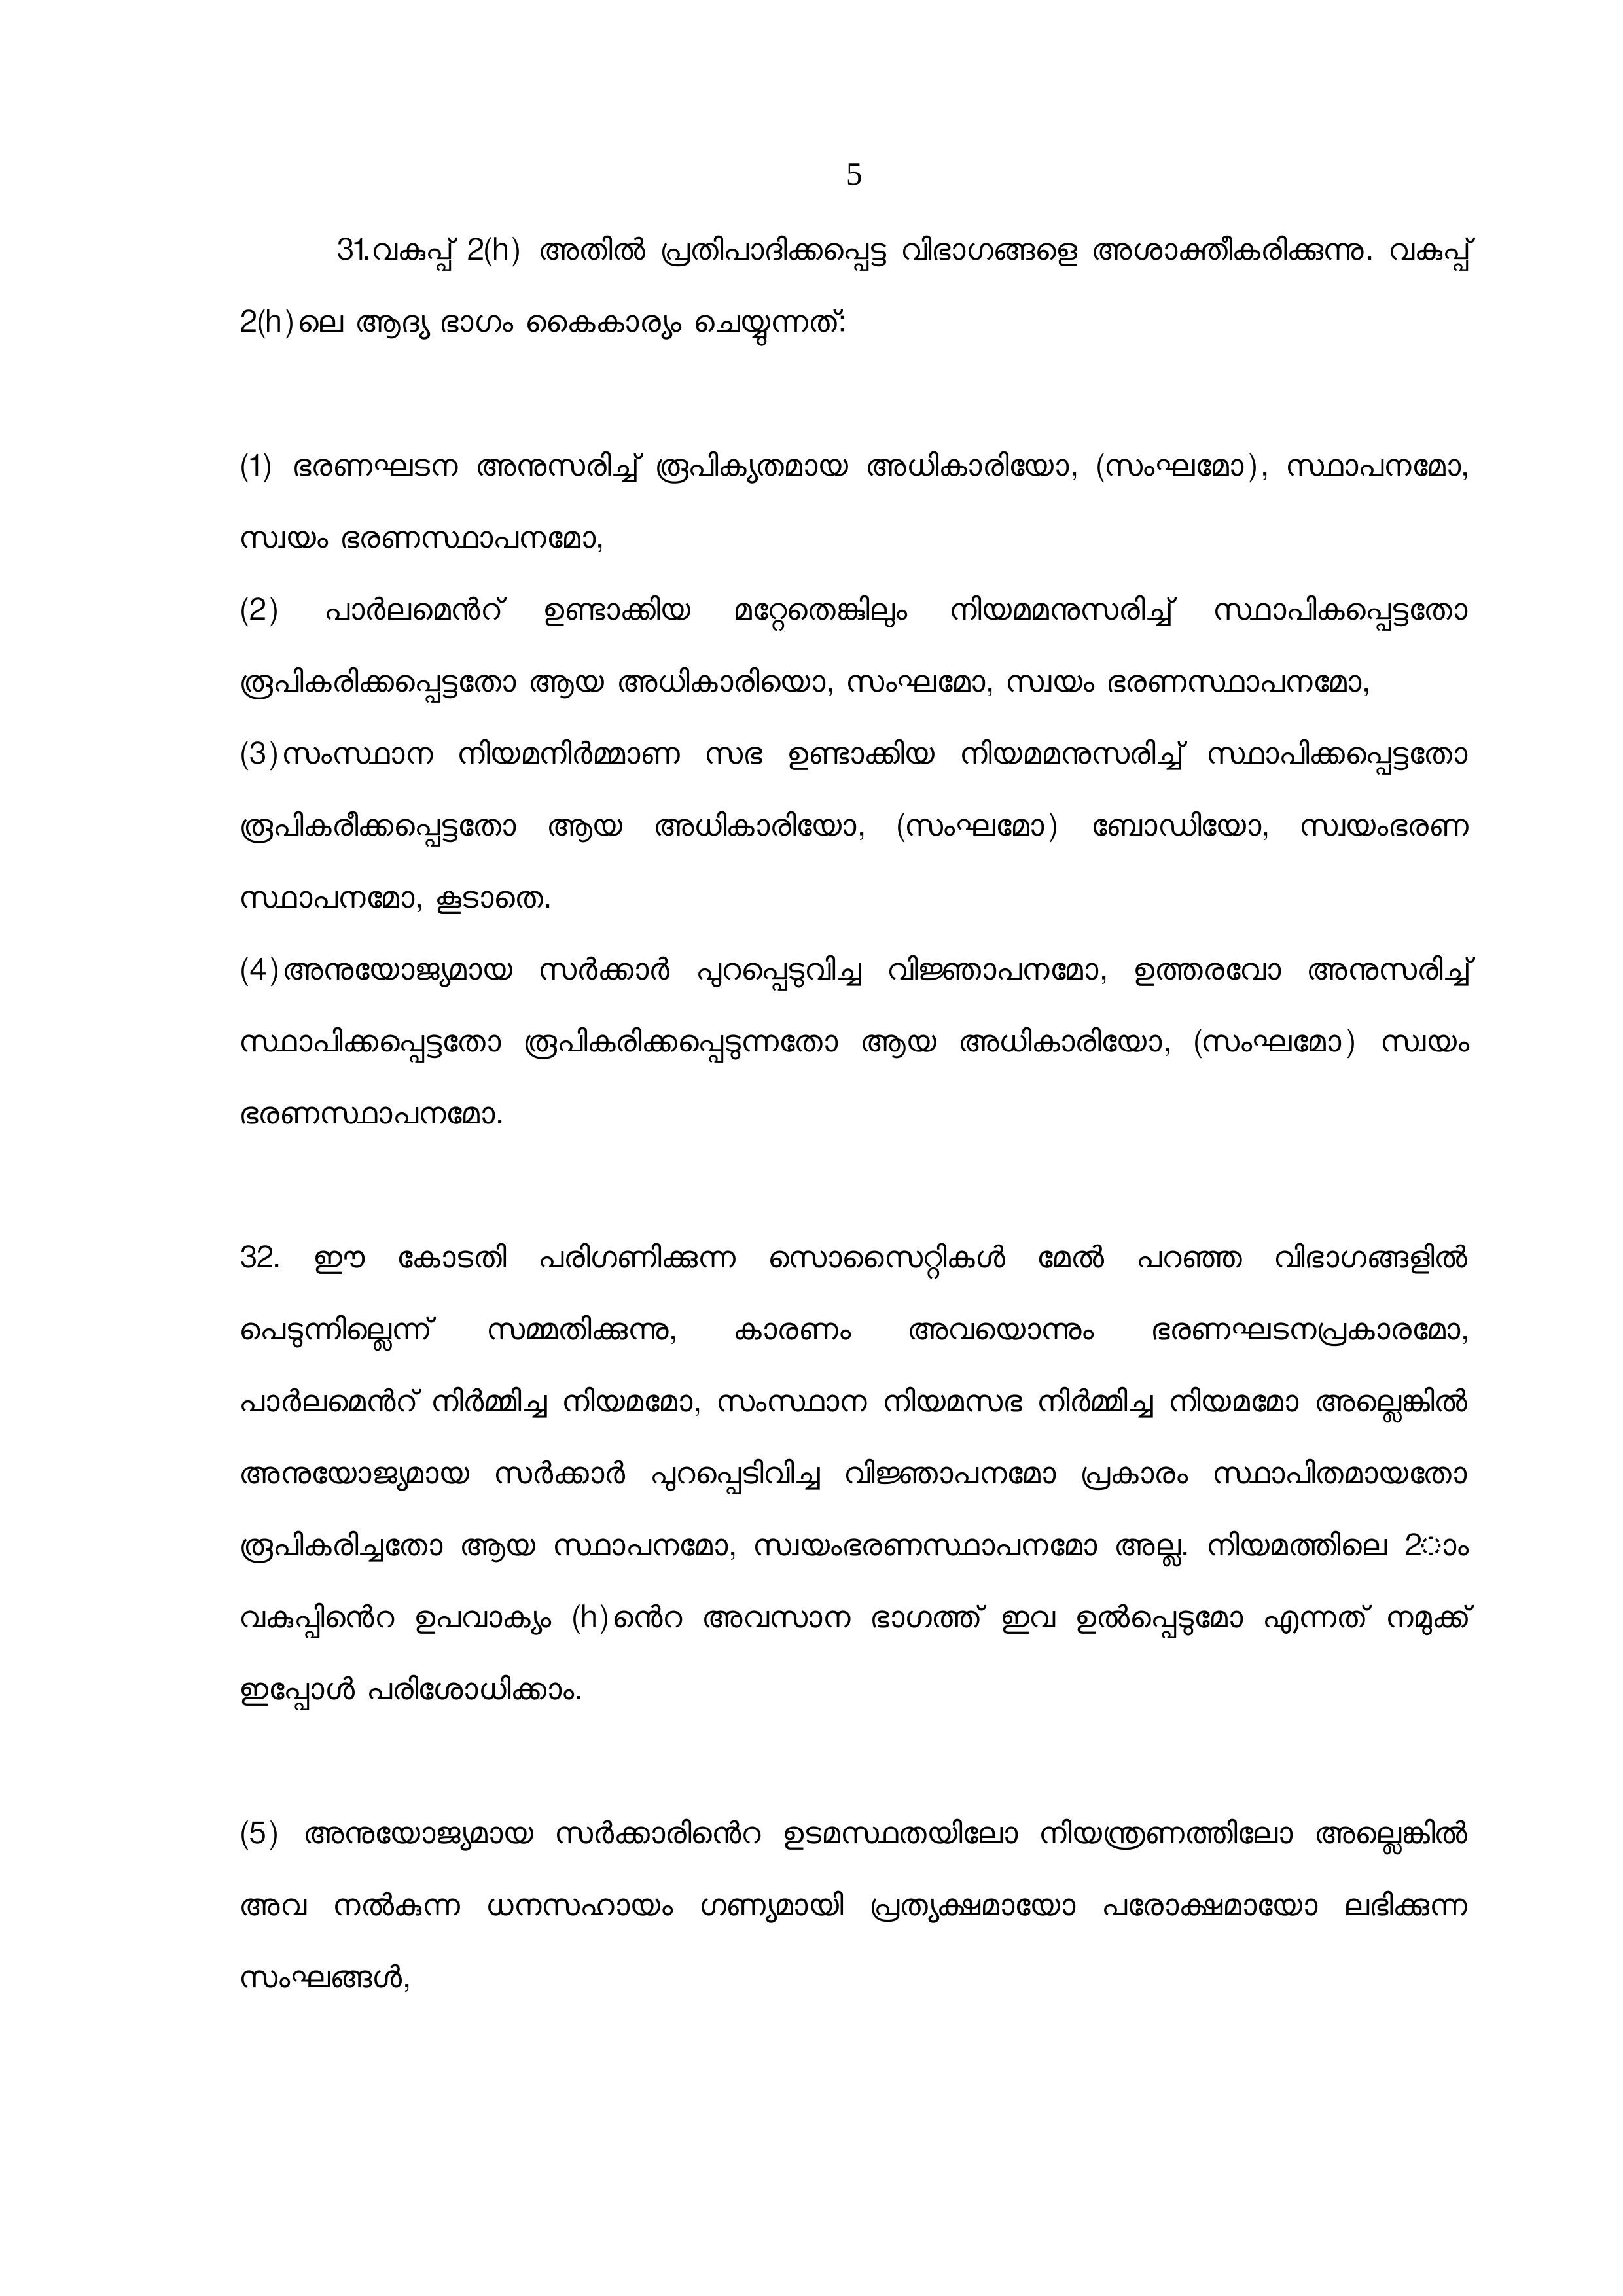 5
31.വകുപ്പ് 2(h) അതിൽ പ്രതിപാദിക്കപ്പെട്ട വിഭാഗങ്ങളെ അശാക്തീകരിക്കുന്നു. വകുപ്പ്
2(h)ലെ ആദ്യ ഭാഗം കൈകാര്യം ചെയ്യുന്നത്:
(1) ഭരണഘടന അനുസരിച്ച് രൂപിക്യതമായ അധികാരിയോ, (സംഘമോ), സ്ഥാപനമോ,
സ്വയം ഭരണസ്ഥാപനമോ,
(2) പാർലമെൻറ് ഉണ്ടാക്കിയ മറ്റേതെങ്കിലും നിയമമനുസരിച്ച് സ്ഥാപികപ്പെട്ടതോ
രൂപികരിക്കപ്പെട്ടതോ ആയ അധികാരിയൊ, സംഘമോ, സ്വയം ഭരണസ്ഥാപനമോ,
(3)സംസ്ഥാന നിയമനിർമ്മാണ സഭ ഉണ്ടാക്കിയ നിയമമനുസരിച്ച് സ്ഥാപിക്കപ്പെട്ടതോ
രൂപികരീക്കപ്പെട്ടതോ ആയ അധികാരിയോ, (സംഘമോ) ബോഡിയോ, സ്വയംഭരണ
സ്ഥാപനമോ, കൂടാതെ.
(4)അനുയോജ്യമായ സർക്കാർ പുറപ്പെടുവിച്ച വിജ്ഞാപനമോ, ഉത്തരവോ അനുസരിച്ച്
സ്ഥാപിക്കപ്പെട്ടതോ രൂപികരിക്കപ്പെടുന്നതോ ആയ അധികാരിയോ, (സംഘമോ) സ്വയം
ഭരണസ്ഥാപനമോ.
32. ഈ കോടതി പരിഗണിക്കുന്ന സൊസൈറ്റികൾ മേൽ പറഞ്ഞ വിഭാഗങ്ങളിൽ
പെടുന്നില്ലെന്ന് സമ്മതിക്കുന്നു, കാരണം അവയൊന്നും ഭരണഘടനപ്രകാരമോ,
പാർലമെൻറ് നിർമ്മിച്ച നിയമമോ, സംസ്ഥാന നിയമസഭ നിർമ്മിച്ച നിയമമോ അല്ലെങ്കിൽ
അനുയോജ്യമായ സർക്കാർ പുറപ്പെടിവിച്ച വിജ്ഞാപനമോ പ്രകാരം സ്ഥാപിതമായതോ
രൂപികരിച്ചതോ ആയ സ്ഥാപനമോ, സ്വയംഭരണസ്ഥാപനമോ അല്ല. നിയമത്തിലെ 2ാം
വകുപ്പിൻെറ ഉപവാക്യം (h)ൻെറ അവസാന ഭാഗത്ത് ഇവ ഉൽപ്പെടുമോ എന്നത് നമുക്ക്
ഇപ്പോൾ പരിശോധിക്കാം.
(5) അനുയോജ്യമായ സർക്കാരിൻെറ ഉടമസ്ഥതയിലോ നിയന്ത്രണത്തിലോ അല്ലെങ്കിൽ
അവ നൽകുന്ന ധനസഹായം ഗണ്യമായി പ്രത്യക്ഷമായോ പരോക്ഷമായോ ലഭിക്കുന്ന
സംഘങ്ങൾ,